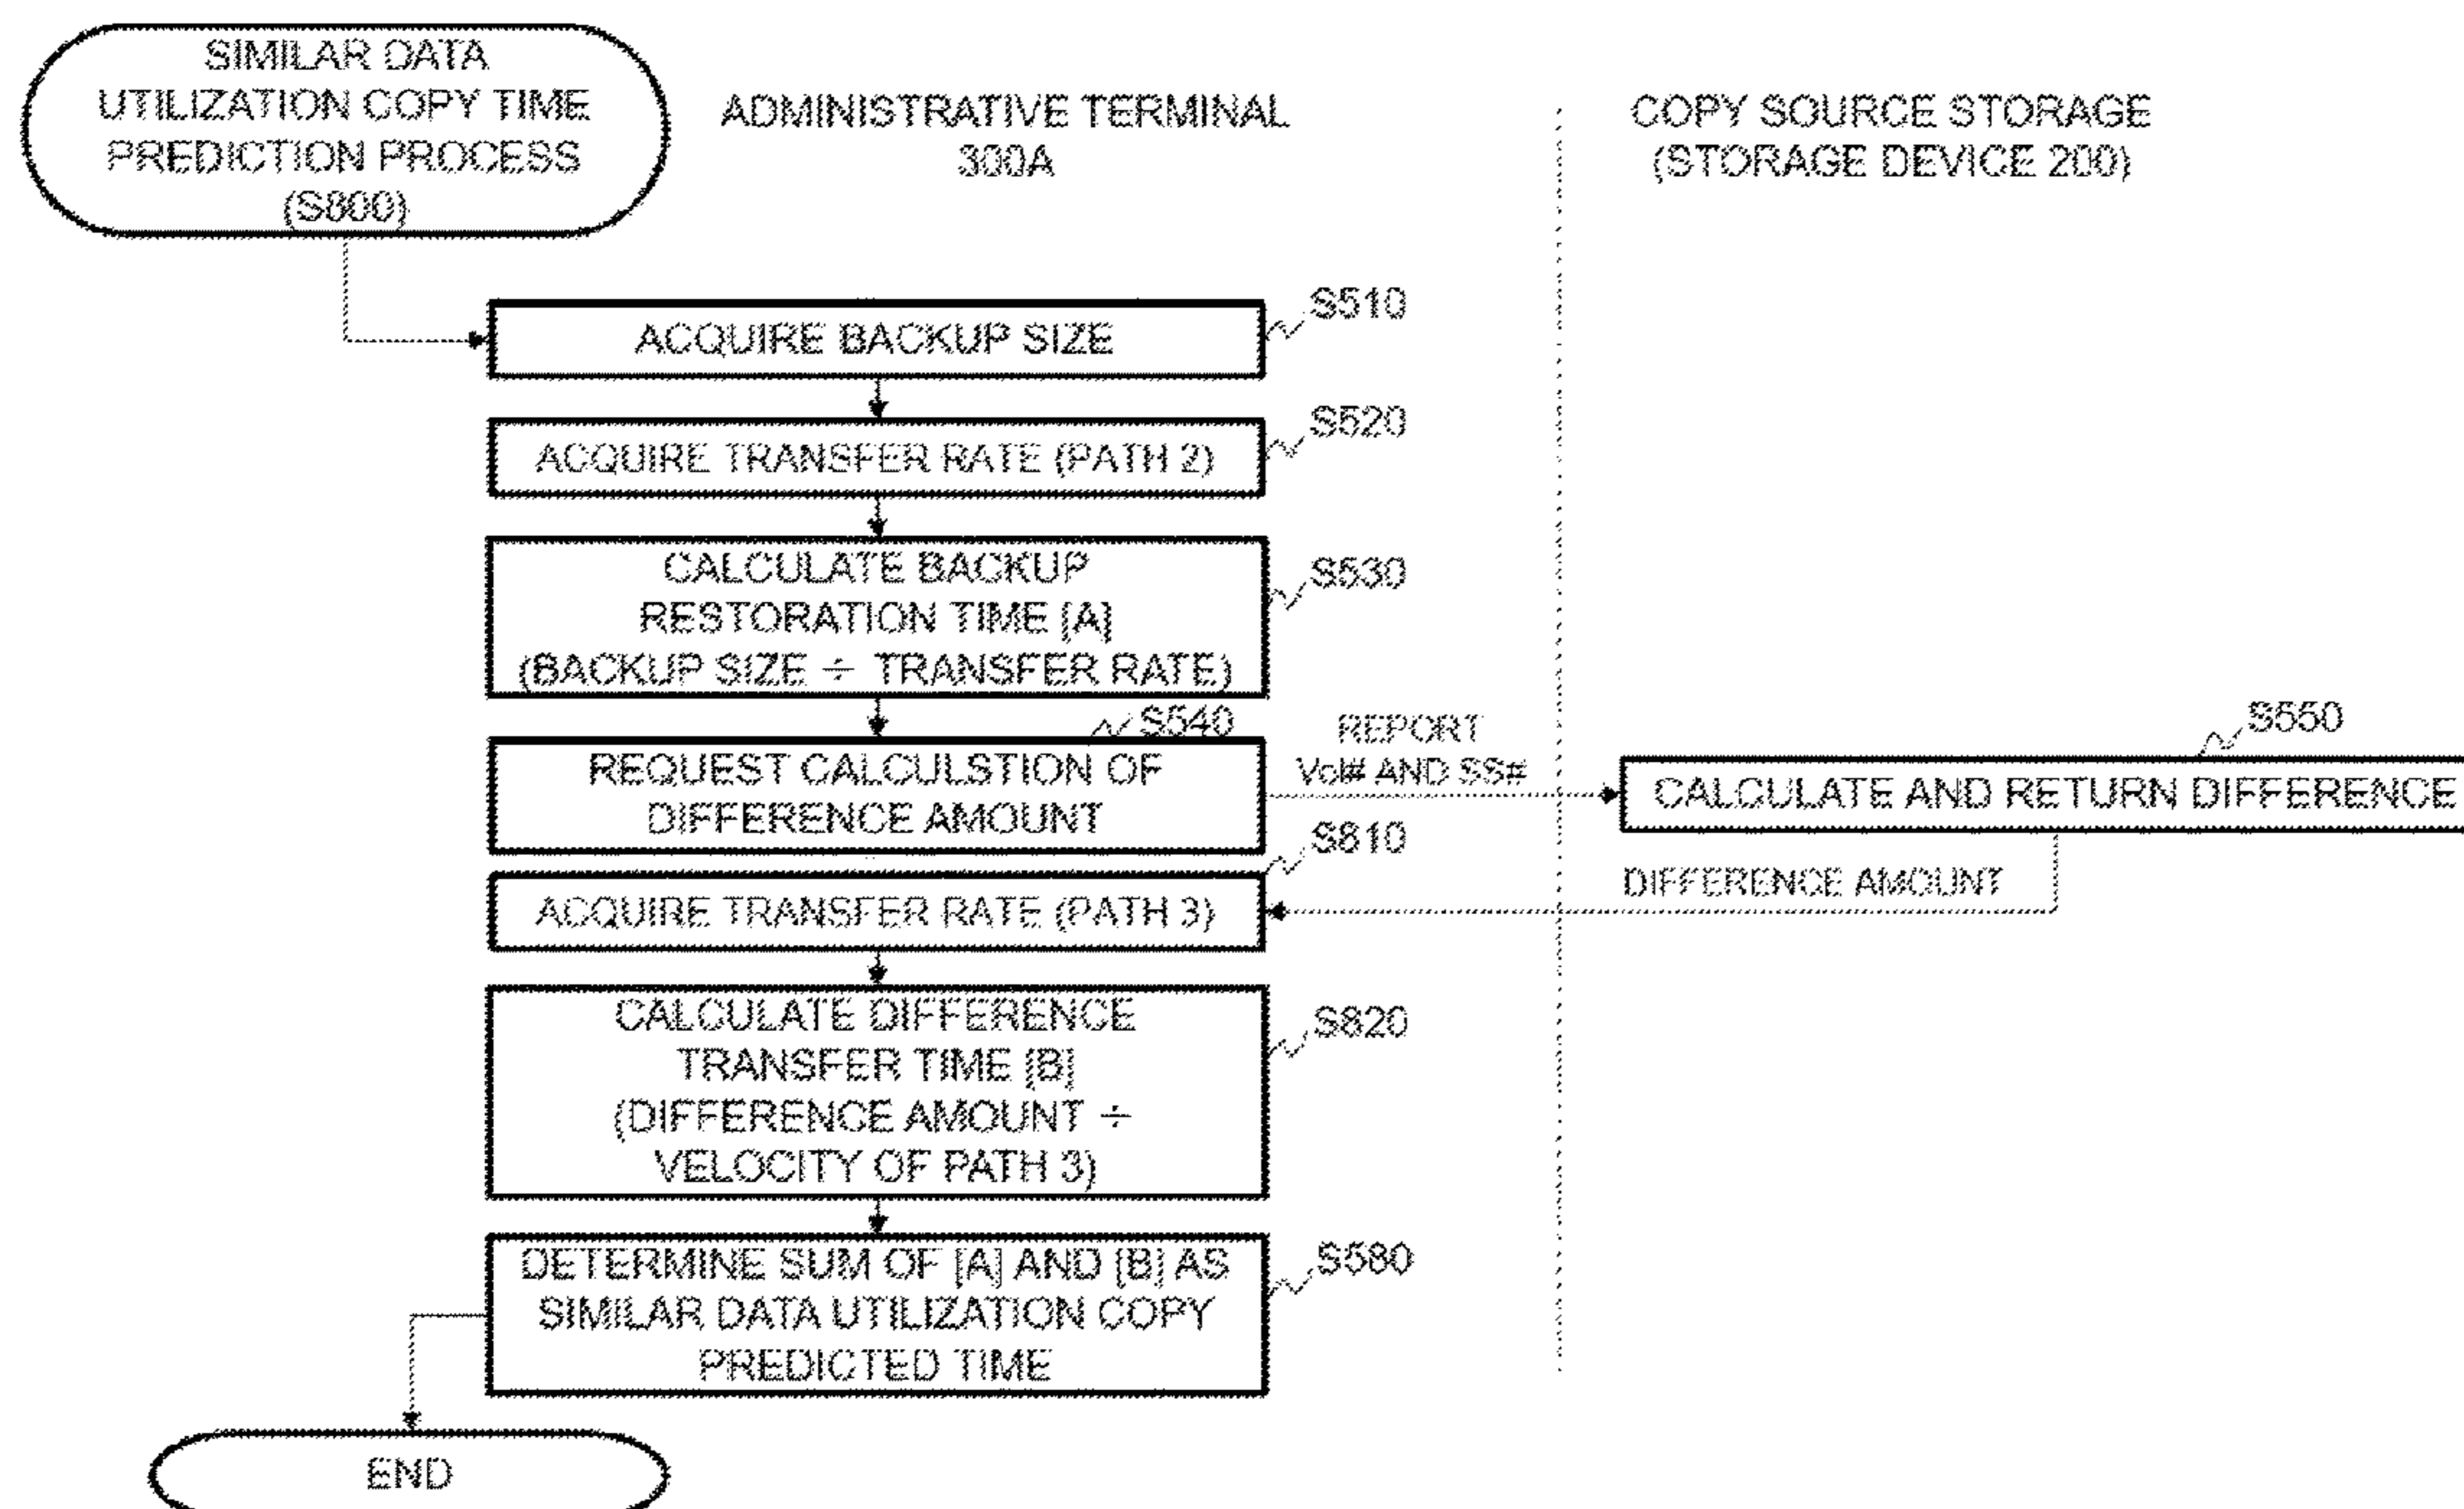 SIMILAR DATA
UTILIZATION COPY TIME
PREDICTION PROCESS
(S800)
ADMINISTRATIVE TERMINAL
300A
COPY SOURCE STORAGE
(STORAGE DEVICE 200)
S510
ACQUIRE BACKUP SIZE
S520
ACQUIRE TRANSFER RATE (PATH 2)
S530
CALCULATE BACKUP
RESTORATION TIME [A]
(BACKUP SIZE ÷ TRANSFER RATE)
S540
REQUEST CALCULSTION OF
DIFFERENCE AMOUNT
REPORT
Vol# AND SS#
S550
CALCULATE AND RETURN DIFFERENCE
DIFFERENCE AMOUNT
S810
ACQUIRE TRANSFER RATE (PATH 3)
S820
CALCULATE DIFFERENCE
TRANSFER TIME [B]
(DIFFERENCE AMOUNT ÷
VELOCITY OF PATH 3)
S580
DETERMINE SUM OF [A] AND [B] AS
SIMILAR DATA UTILIZATION COPY
PREDICTED TIME
END